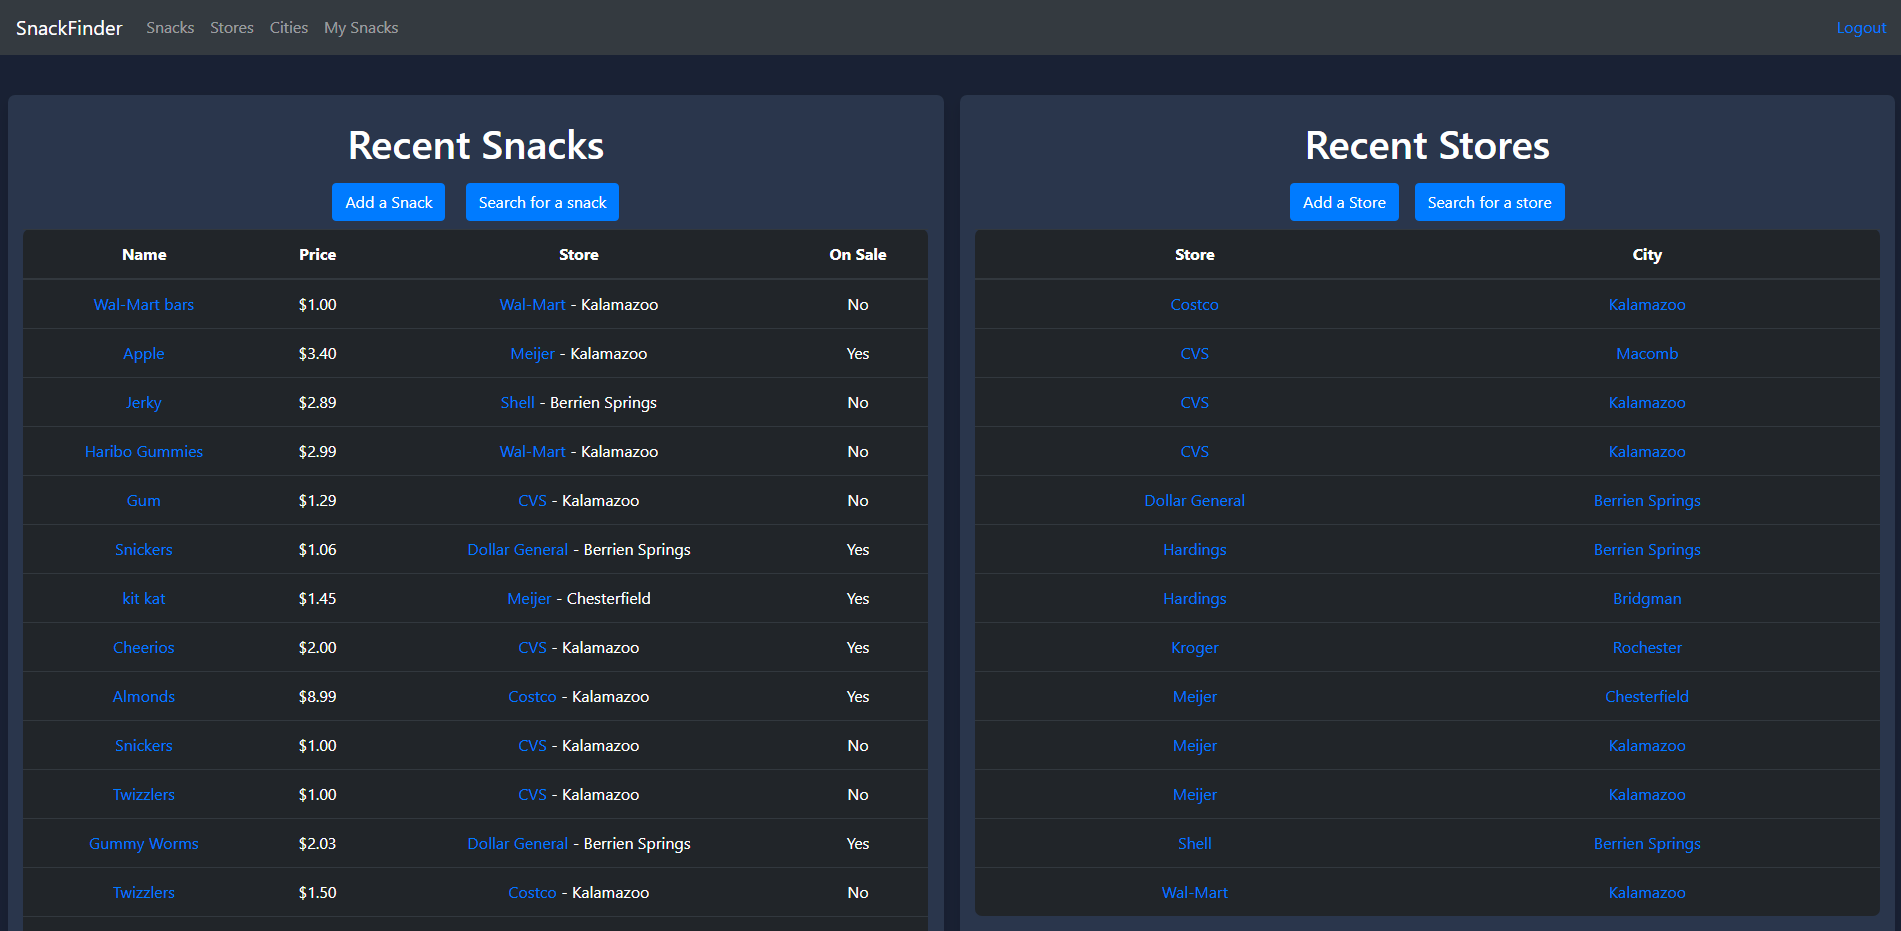 SnackFinder Snacks Stores Cities My Snacks Logout
Recent Snacks
Add a Snack Search for a snack
Name Price Store On Sale
Wal-Mart bars $1.00 Wal-Mart - Kalamazoo No
Apple $3.40 Meijer - Kalamazoo Yes
Jerky $2.89 Shell - Berrien Springs No
Haribo Gummies $2.99 Wal-Mart - Kalamazoo No
Gum $1.29 CVS - Kalamazoo No
Snickers $1.06 Dollar General - Berrien Springs Yes
kit kat $1.45 Meijer - Chesterfield Yes
Cheerios $2.00 CVS - Kalamazoo Yes
Almonds $8.99 Costco - Kalamazoo Yes
Snickers $1.00 CVS - Kalamazoo No
Twizzlers $1.00 CVS - Kalamazoo No
Gummy Worms $2.03 Dollar General - Berrien Springs Yes
Twizzlers $1.50 Costco - Kalamazoo No
Recent Stores
Add a Store Search for a store
Store City
Costco Kalamazoo
CVS Macomb
CVS Kalamazoo
CVS Kalamazoo
Dollar General Berrien Springs
Hardings Berrien Springs
Hardings Bridgman
Kroger Rochester
Meijer Chesterfield
Meijer Kalamazoo
Meijer Kalamazoo
Shell Berrien Springs
Wal-Mart Kalamazoo